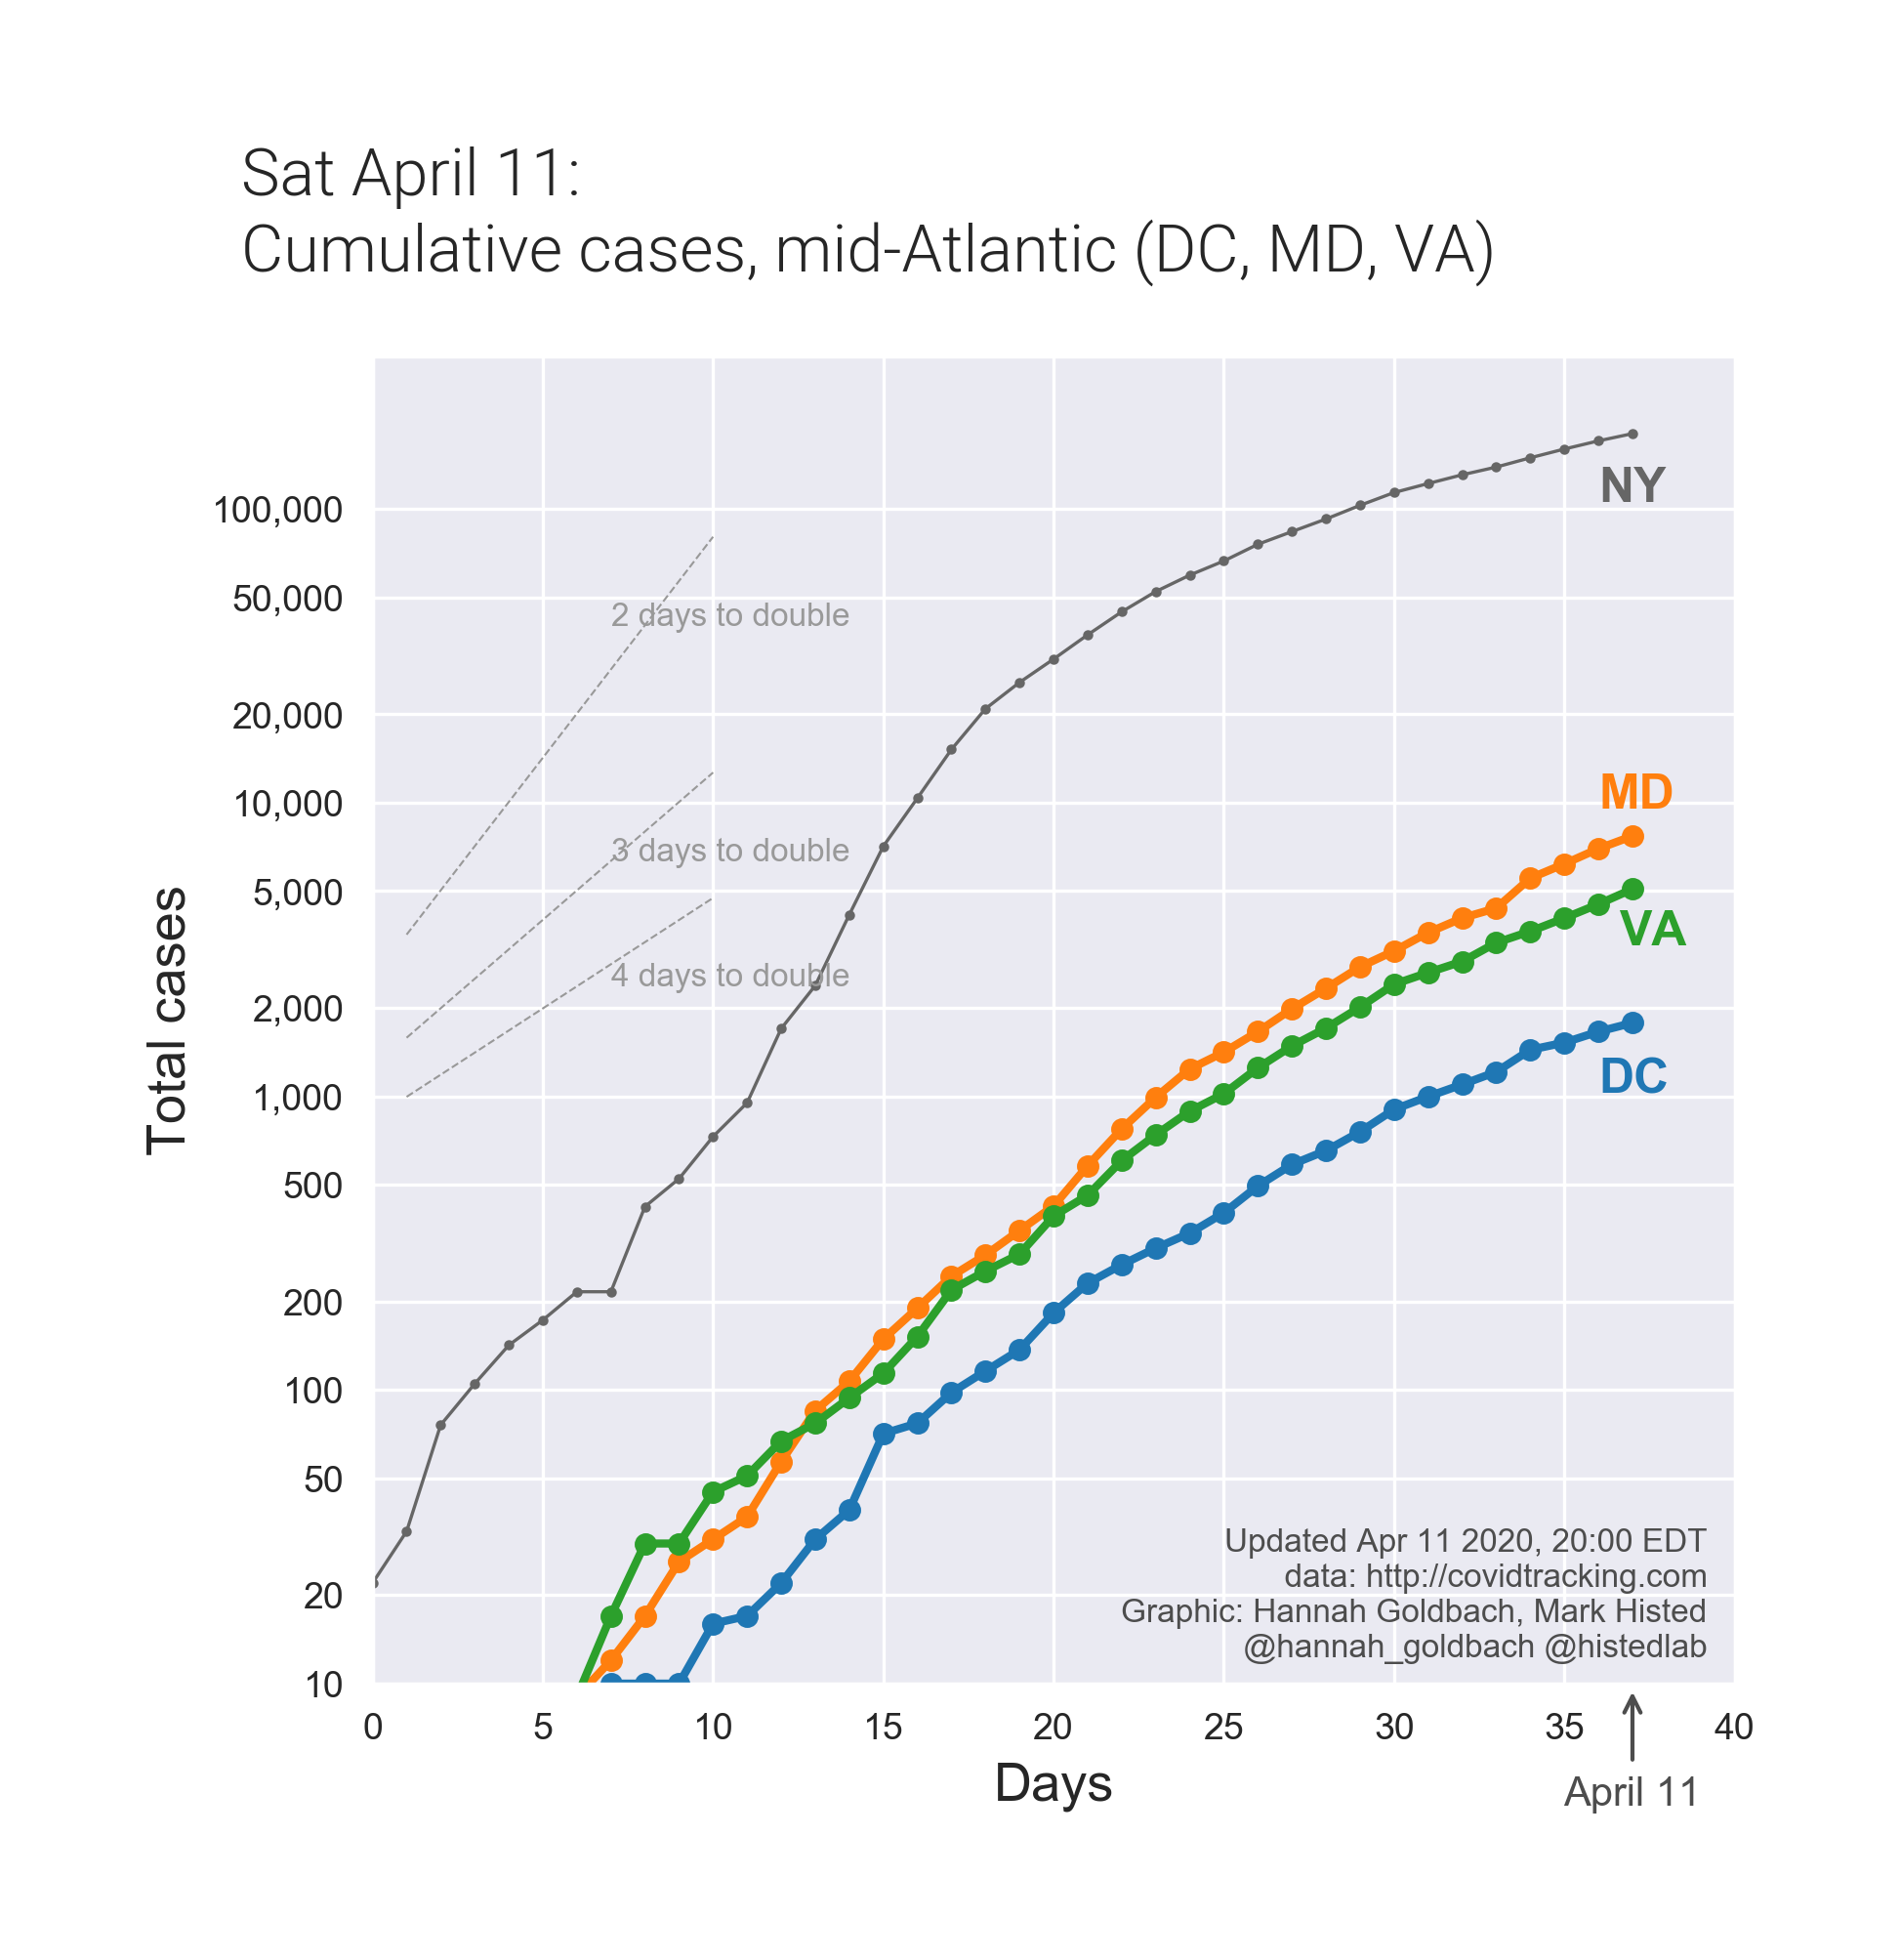 Sat April 11:
Cumulative cases, mid-Atlantic (DC, MD, VA)
Total cases
100,000
50,000
20,000
10,000
5,000
2,000
1,000
500
200
100
50
20
10
2 days to double
3 days to double
4 days to double
NY
MD
VA
DC
Updated Apr 11 2020, 20:00 EDT
data: http://covidtracking.com
Graphic: Hannah Goldbach, Mark Histed
@hannah_goldbach @histedlab
0 5 10 15 20 25 30 35 40
Days
April 11